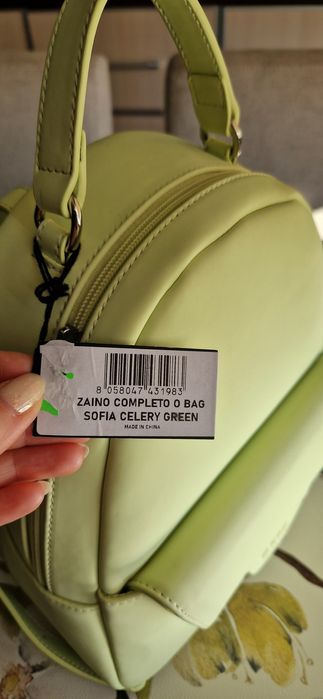 8 058047 431983
ZAINO COMPLETO O BAG
SOFIA CELERY GREEN
MADE IN CHINA